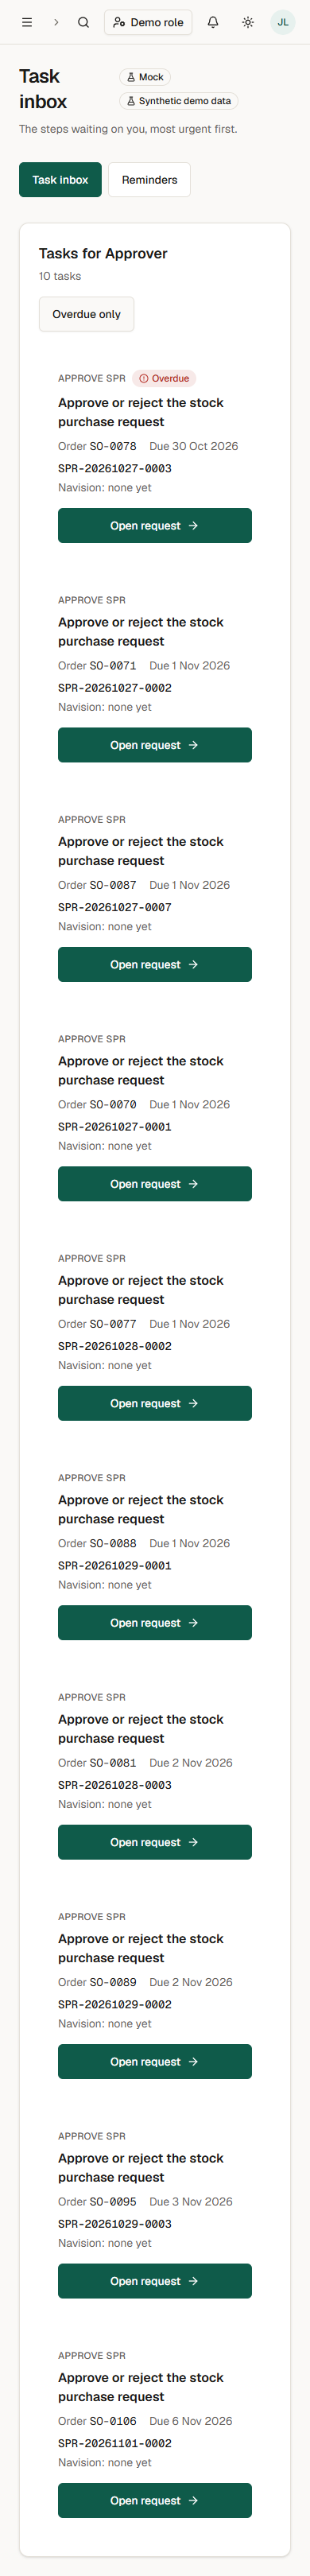 Demo role
JL
Task
inbox
Mock
Synthetic demo data
The steps waiting on you, most urgent first.
Task inbox
Reminders
Tasks for Approver
10 tasks
Overdue only
APPROVE SPR Overdue
Approve or reject the stock
purchase request
Order SO-0078 Due 30 Oct 2026
SPR-20261027-0003
Navision: none yet
Open request
APPROVE SPR
Approve or reject the stock
purchase request
Order SO-0071 Due 1 Nov 2026
SPR-20261027-0002
Navision: none yet
Open request
APPROVE SPR
Approve or reject the stock
purchase request
Order SO-0087 Due 1 Nov 2026
SPR-20261027-0007
Navision: none yet
Open request
APPROVE SPR
Approve or reject the stock
purchase request
Order SO-0070 Due 1 Nov 2026
SPR-20261027-0001
Navision: none yet
Open request
APPROVE SPR
Approve or reject the stock
purchase request
Order SO-0077 Due 1 Nov 2026
SPR-20261028-0002
Navision: none yet
Open request
APPROVE SPR
Approve or reject the stock
purchase request
Order SO-0088 Due 1 Nov 2026
SPR-20261029-0001
Navision: none yet
Open request
APPROVE SPR
Approve or reject the stock
purchase request
Order SO-0081 Due 2 Nov 2026
SPR-20261028-0003
Navision: none yet
Open request
APPROVE SPR
Approve or reject the stock
purchase request
Order SO-0089 Due 2 Nov 2026
SPR-20261029-0002
Navision: none yet
Open request
APPROVE SPR
Approve or reject the stock
purchase request
Order SO-0095 Due 3 Nov 2026
SPR-20261029-0003
Navision: none yet
Open request
APPROVE SPR
Approve or reject the stock
purchase request
Order SO-0106 Due 6 Nov 2026
SPR-20261101-0002
Navision: none yet
Open request